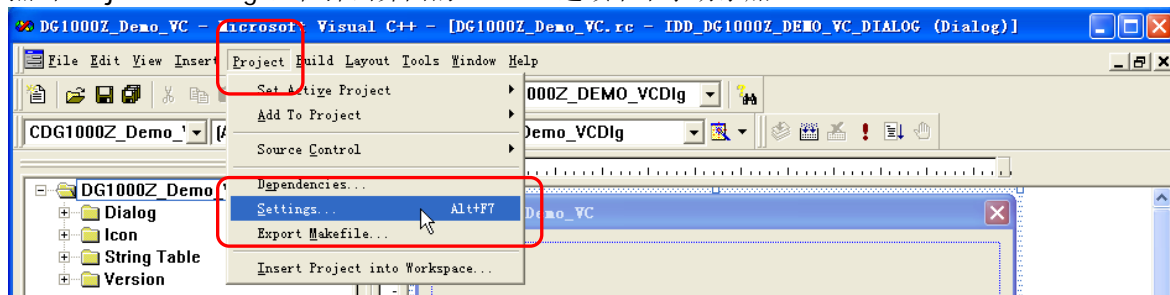 DG1000Z_Demo_VC - Microsoft Visual C++ - [DG1000Z_Demo_VC.rc - IDD_DG1000Z_DEMO_VC_DIALOG (Dialog)]
File Edit View Insert Project Build Layout Tools Window Help
Set Active Project
000Z_DEMO_VCDlg
Add To Project
CDG1000Z_Demo_
Demo_VCDlg
Source Control
DG1000Z_Demo
Dependencies...
Dialog
Settings... Alt+F7
Demo_VC
Icon
Export Makefile...
String Table
Insert Project into Workspace...
Version